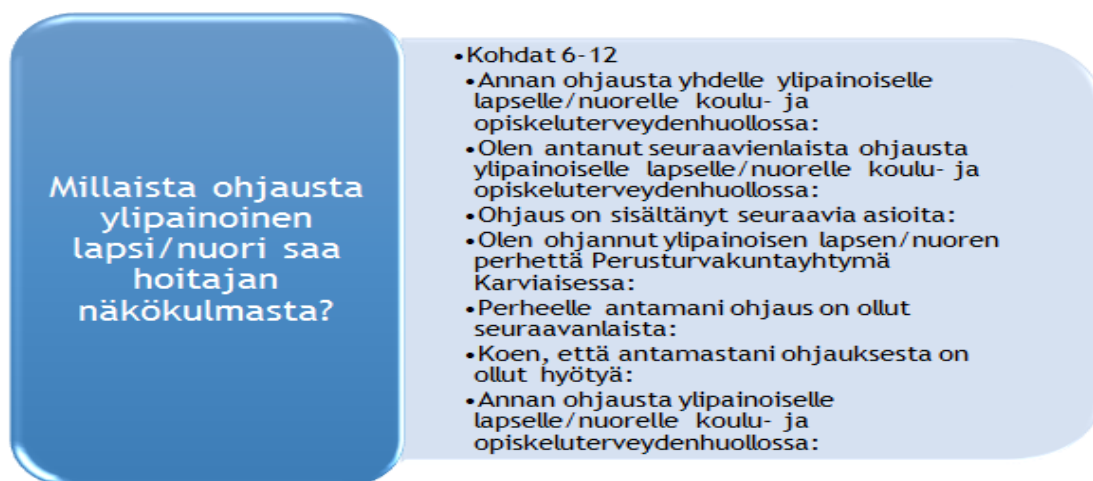 Millaista ohjausta
ylipainoinen
lapsi/nuori saa
hoitajan
näkökulmasta?
•Kohdat 6-12
•Annan ohjausta yhdelle ylipainoiselle
lapselle/nuorelle koulu- ja
opiskeluterveydenhuollossa:
•Olen antanut seuraavienlaista ohjausta
ylipainoiselle lapselle/nuorelle koulu- ja
opiskeluterveydenhuollossa:
•Ohjaus on sisältänyt seuraavia asioita:
•Olen ohjannut ylipainoisen lapsen/nuoren
perhettä Perusturvakuntayhtymä
Karviaisessa:
•Perheelle antamani ohjaus on ollut
seuraavanlaista:
•Koen, että antamastani ohjauksesta on
ollut hyötyä:
•Annan ohjausta ylipainoiselle
lapselle/nuorelle koulu- ja
opiskeluterveydenhuollossa: